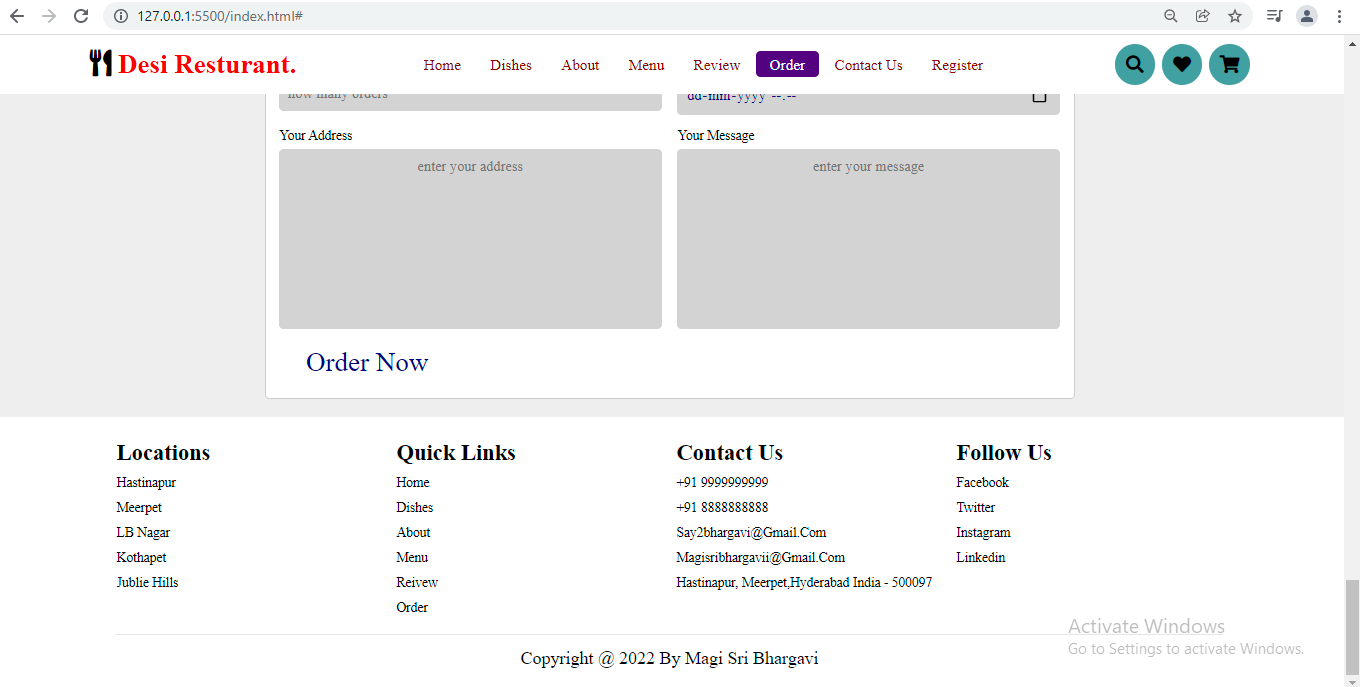 127.0.0.1:5500/index.html#
Desi Resturant.
Home Dishes About Menu Review Order Contact Us Register
how many orders dd-mm-yyyy --:--
Your Address Your Message
enter your address enter your message
Order Now
Locations Quick Links Contact Us Follow Us
Hastinapur Home +91 9999999999 Facebook
Meerpet Dishes +91 8888888888 Twitter
LB Nagar About Say2bhargavi@Gmail.Com Instagram
Kothapet Menu Magisribhargavii@Gmail.Com Linkedin
Jublie Hills Reivew Hastinapur, Meerpet,Hyderabad India - 500097
Order
Activate Windows
Go to Settings to activate Windows.
Copyright @ 2022 By Magi Sri Bhargavi